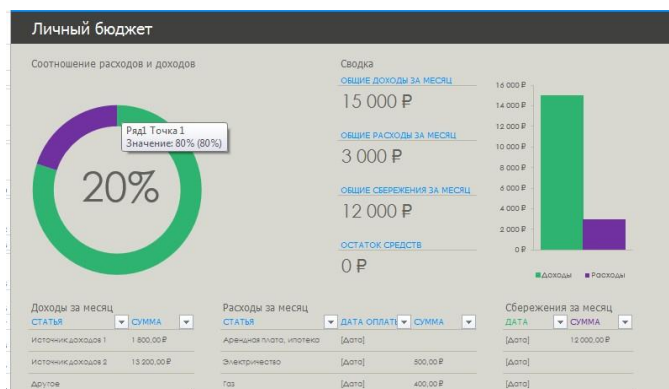 Личный бюджет
Соотношение расходов и доходов
Ряд1 Точка 1
Значение: 80% (80%)
20%
Сводка
ОБЩИЕ ДОХОДЫ ЗА МЕСЯЦ
15 000 ₽
ОБЩИЕ РАСХОДЫ ЗА МЕСЯЦ
3 000 ₽
ОБЩИЕ СБЕРЕЖЕНИЯ ЗА МЕСЯЦ
12 000 ₽
ОСТАТОК СРЕДСТВ
0 ₽
16 000 ₽
14 000 ₽
12 000 ₽
10 000 ₽
8 000 ₽
6 000 ₽
4 000 ₽
2 000 ₽
0 ₽
Доходы Расходы
Доходы за месяц
СТАТЬЯ СУММА
Источник доходов 1 1 800,00 ₽
Источник доходов 2 13 200,00 ₽
Другое
Расходы за месяц
СТАТЬЯ ДАТА ОПЛАТЫ СУММА
Арендная плата, ипотека [Дата]
Электричество [Дата] 500,00 ₽
Газ [Дата] 400,00 ₽
Сбережения за месяц
ДАТА СУММА
[Дата] 12 000,00 ₽
[Дата]
[Дата]